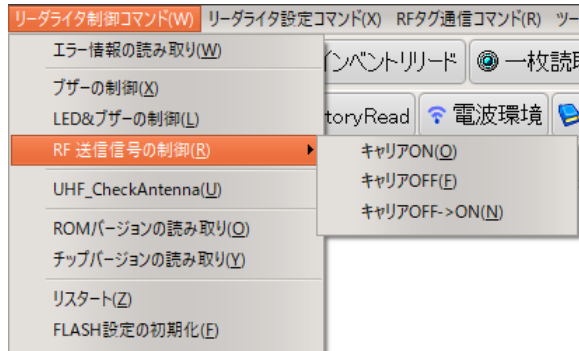 リーダライタ制御コマンド(W) リーダライタ設定コマンド(X) RFタグ通信コマンド(R) ツー
エラー情報の読み取り(W)
インベントリリード 一枚読取
ブザーの制御(X)
LED&ブザーの制御(L)
toryRead 電波環境
RF 送信信号の制御(R)
キャリアON(O)
キャリアOFF(F)
キャリアOFF->ON(N)
UHF_CheckAntenna(U)
ROMバージョンの読み取り(O)
チップバージョンの読み取り(Y)
リスタート(Z)
FLASH設定の初期化(F)